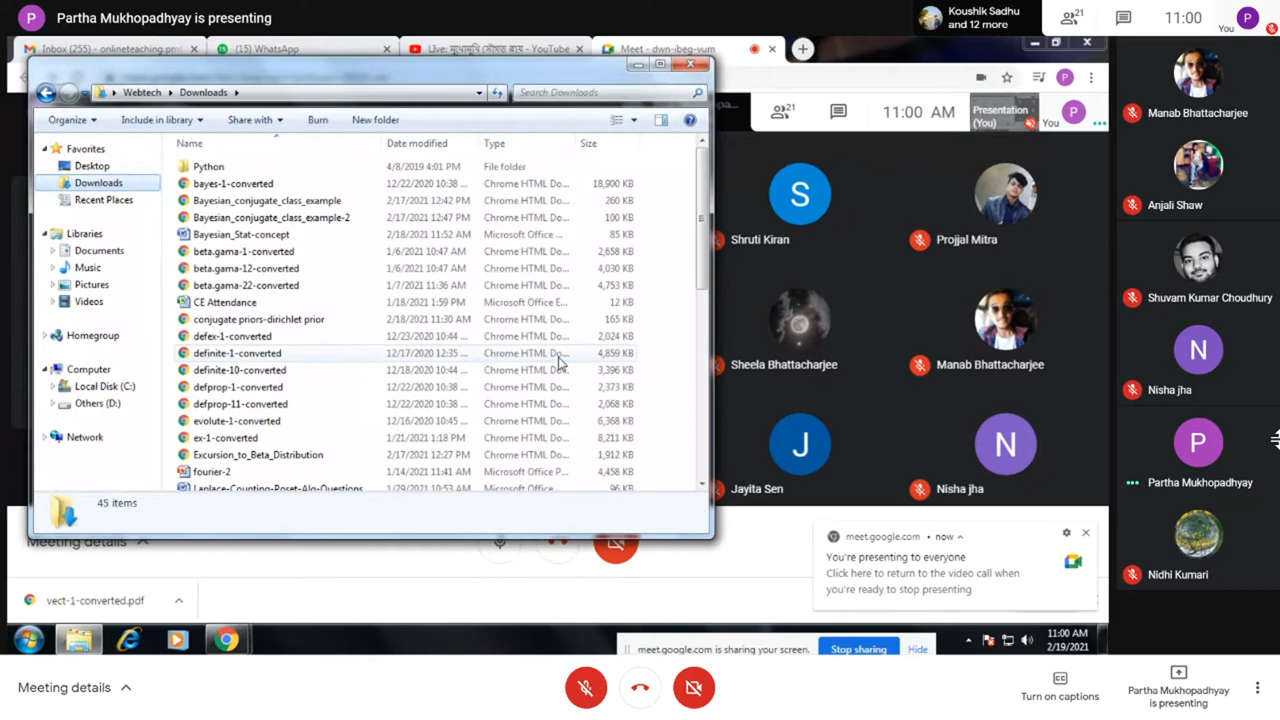 P Partha Mukhopadhyay is presenting
Koushik Sadhu
and 12 more
21
11:00
You
P
Inbox (255) - onlineteaching.pm
(15) WhatsApp
LIve: মুখোমুখি সৌগত রায় - YouTube
Meet - dwn-ibeg-vum
Webtech
Downloads
Search Downloads
Organize
Include in library
Share with
Burn
New folder
Name
Date modified
Type
Size
Favorites
Desktop
Downloads
Recent Places
Libraries
Documents
Music
Pictures
Videos
Homegroup
Computer
Local Disk (C:)
Others (D:)
Network
Python 4/8/2019 4:01 PM File folder
bayes-1-converted 12/22/2020 10:38 ... Chrome HTML Do... 18,900 KB
Bayesian_conjugate_class_example 2/17/2021 12:42 PM Chrome HTML Do... 260 KB
Bayesian_conjugate_class_example-2 2/17/2021 12:47 PM Chrome HTML Do... 100 KB
Bayesian_Stat-concept 2/18/2021 11:52 AM Microsoft Office ... 85 KB
beta.gama-1-converted 1/6/2021 10:47 AM Chrome HTML Do... 2,658 KB
beta.gama-12-converted 1/6/2021 10:47 AM Chrome HTML Do... 4,030 KB
beta.gama-22-converted 1/7/2021 11:36 AM Chrome HTML Do... 4,753 KB
CE Attendance 1/18/2021 1:59 PM Microsoft Office E... 12 KB
conjugate priors-dirichlet prior 2/18/2021 11:30 AM Chrome HTML Do... 165 KB
defex-1-converted 12/23/2020 10:44 ... Chrome HTML Do... 2,024 KB
definite-1-converted 12/17/2020 12:35 ... Chrome HTML Do... 4,859 KB
definite-10-converted 12/18/2020 10:44 ... Chrome HTML Do... 3,396 KB
defprop-1-converted 12/22/2020 10:38 ... Chrome HTML Do... 2,373 KB
defprop-11-converted 12/22/2020 10:38 ... Chrome HTML Do... 2,068 KB
evolute-1-converted 12/16/2020 10:45 ... Chrome HTML Do... 6,368 KB
ex-1-converted 1/21/2021 1:18 PM Chrome HTML Do... 8,211 KB
Excursion_to_Beta_Distribution 2/17/2021 12:27 PM Chrome HTML Do... 1,912 KB
fourier-2 1/14/2021 11:41 AM Microsoft Office P... 4,458 KB
Laplace-Counting-Poset-Alg-Questions 1/29/2021 10:53 AM Microsoft Office 96 KB
45 items
21
11:00 AM
Presentation
(You)
You
P
S
Shruti Kiran
Projjal Mitra
Sheela Bhattacharjee
Manab Bhattacharjee
J
Jayita Sen
N
Nisha jha
Manab Bhattacharjee
Anjali Shaw
Shuvam Kumar Choudhury
N
Nisha jha
P
Partha Mukhopadhyay
Nidhi Kumari
Meeting details
meet.google.com • now
You're presenting to everyone
Click here to return to the video call when
you're ready to stop presenting
vect-1-converted.pdf
meet.google.com is sharing your screen.
Stop sharing
Hide
11:00 AM
2/19/2021
Meeting details
Turn on captions
Partha Mukhopadhyay
is presenting